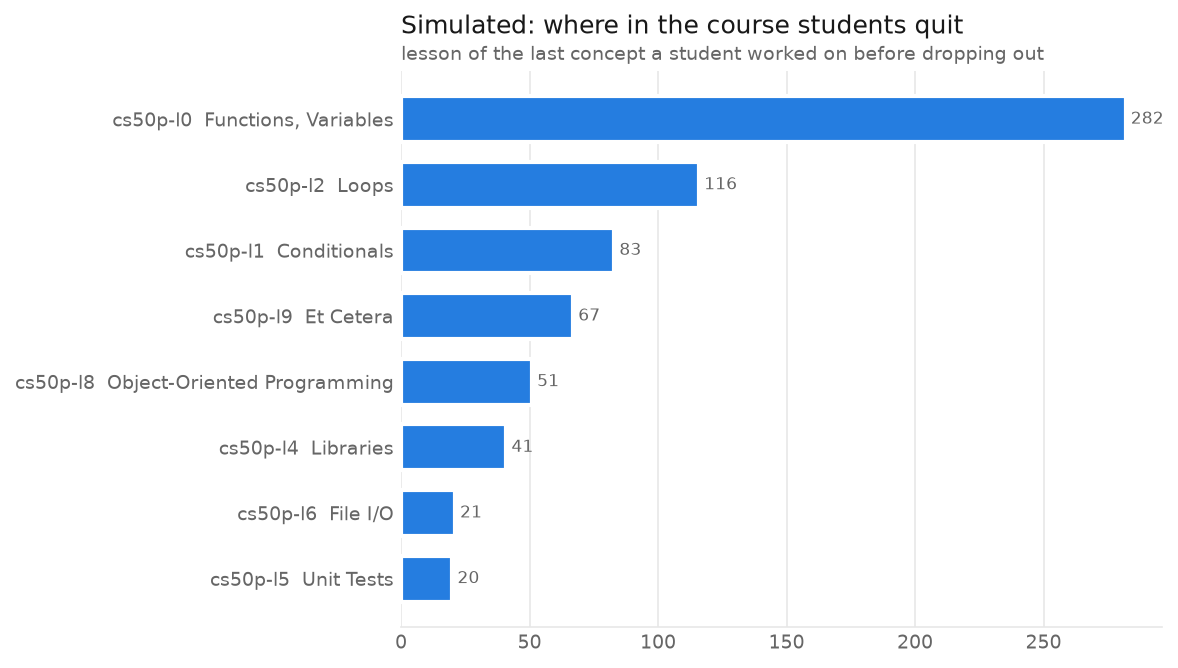 Simulated: where in the course students quit
lesson of the last concept a student worked on before dropping out
cs50p-l0  Functions, Variables 282
cs50p-l2  Loops 116
cs50p-l1  Conditionals 83
cs50p-l9  Et Cetera 67
cs50p-l8  Object-Oriented Programming 51
cs50p-l4  Libraries 41
cs50p-l6  File I/O 21
cs50p-l5  Unit Tests 20
0 50 100 150 200 250